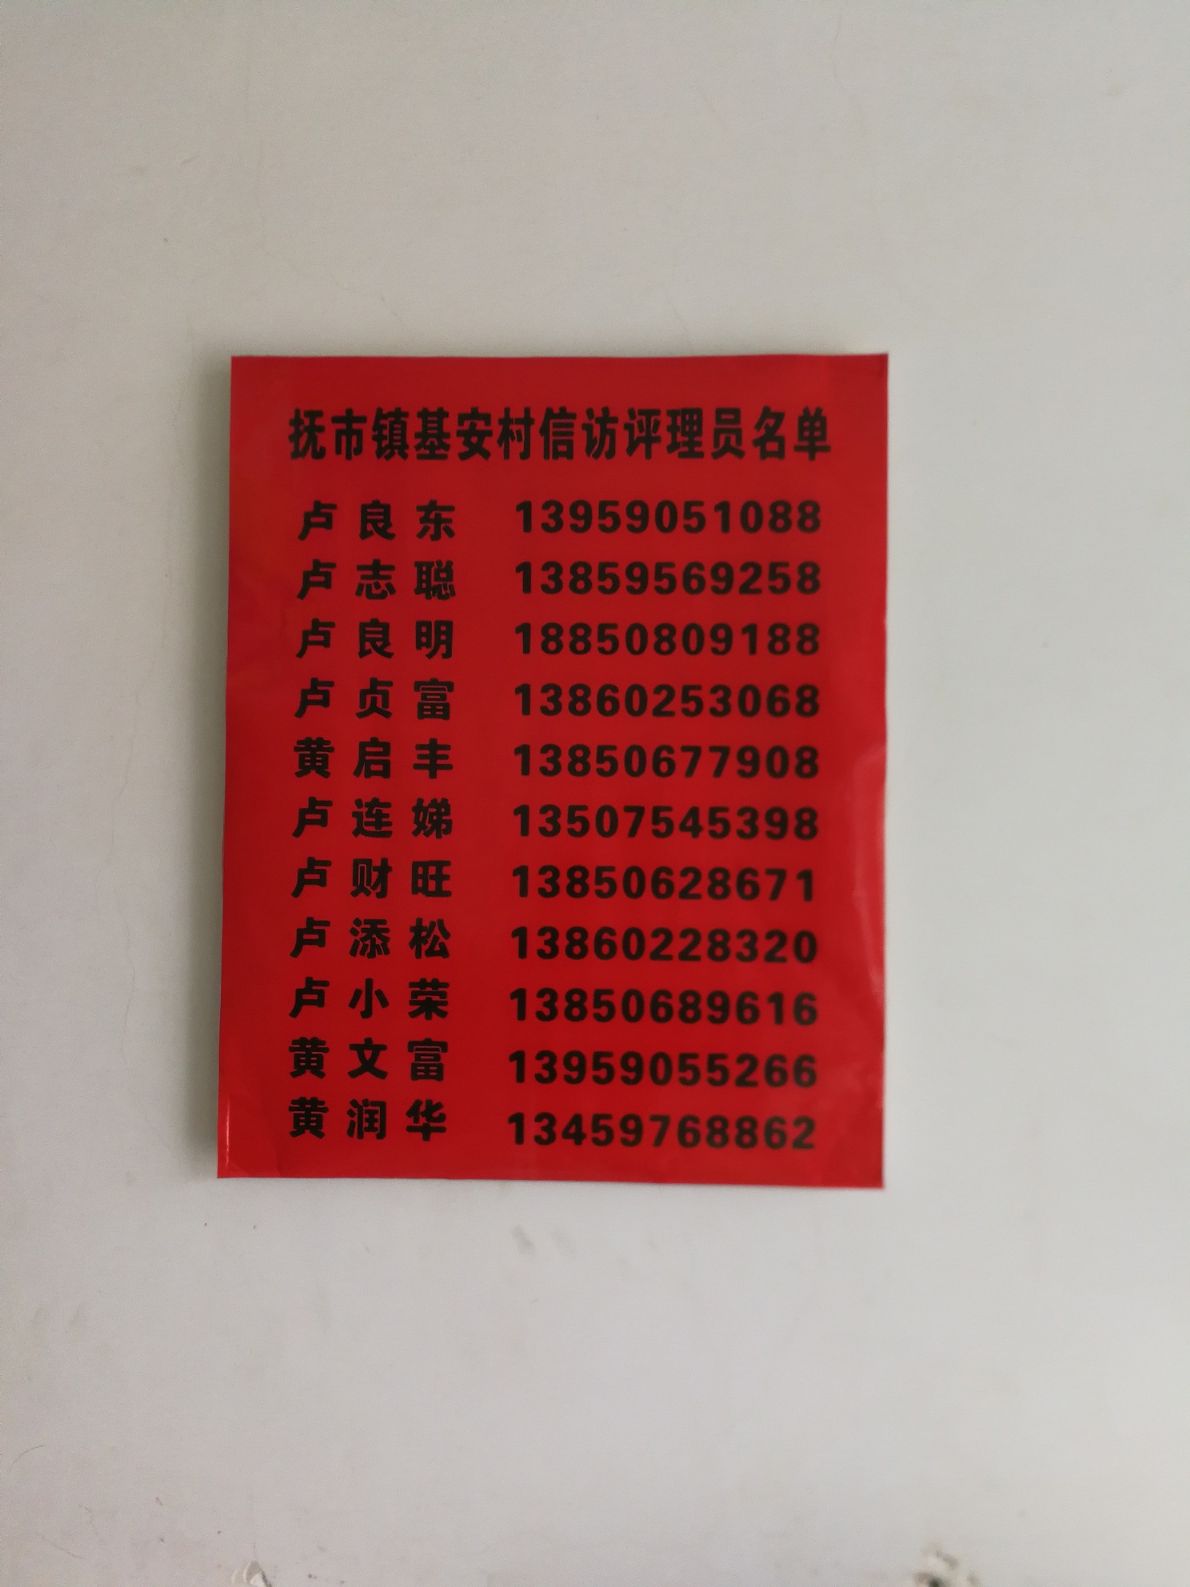 抚市镇基安村信访评理员名单
卢良东 13959051088
卢志聪 13859569258
卢良明 18850809188
卢贞富 13860253068
黄启丰 13850677908
卢连娣 13507545398
卢财旺 13850628671
卢添松 13860228320
卢小荣 13850689616
黄文富 13959055266
黄润华 13459768862